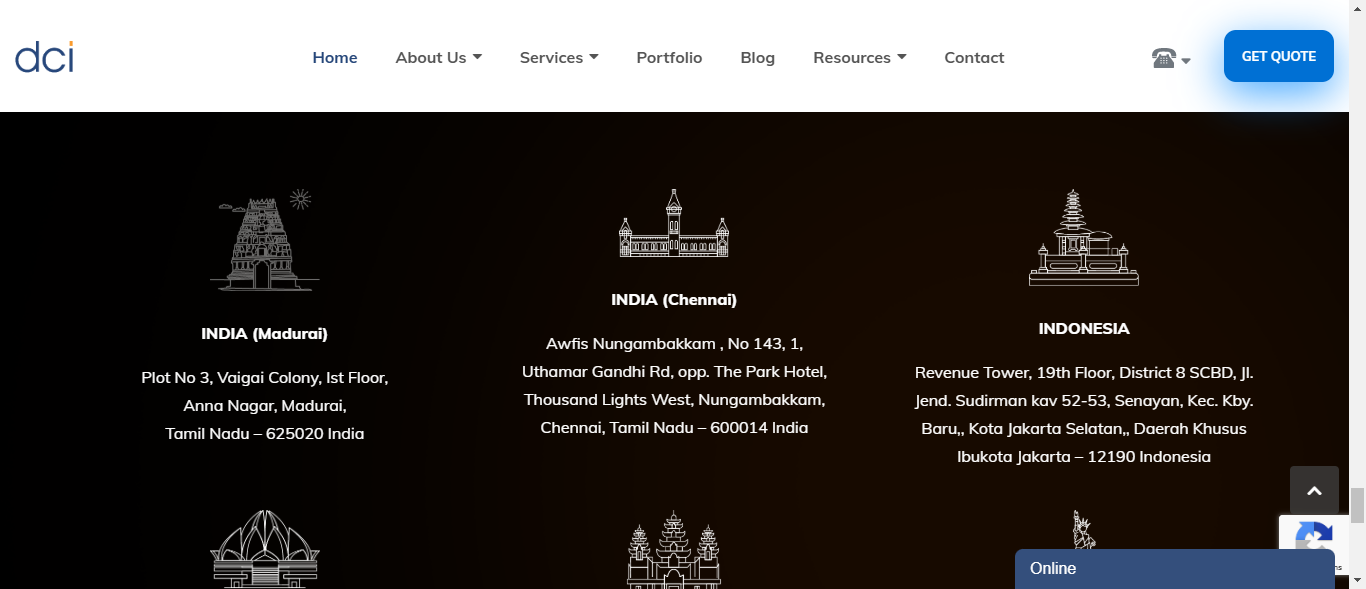 dci
Home
About Us
Services
Portfolio
Blog
Resources
Contact
GET QUOTE
INDIA (Madurai)
Plot No 3, Vaigai Colony, Ist Floor,
Anna Nagar, Madurai,
Tamil Nadu – 625020 India
INDIA (Chennai)
Awfis Nungambakkam , No 143, 1,
Uthamar Gandhi Rd, opp. The Park Hotel,
Thousand Lights West, Nungambakkam,
Chennai, Tamil Nadu – 600014 India
INDONESIA
Revenue Tower, 19th Floor, District 8 SCBD, Jl.
Jend. Sudirman kav 52-53, Senayan, Kec. Kby.
Baru,, Kota Jakarta Selatan,, Daerah Khusus
Ibukota Jakarta – 12190 Indonesia
Online